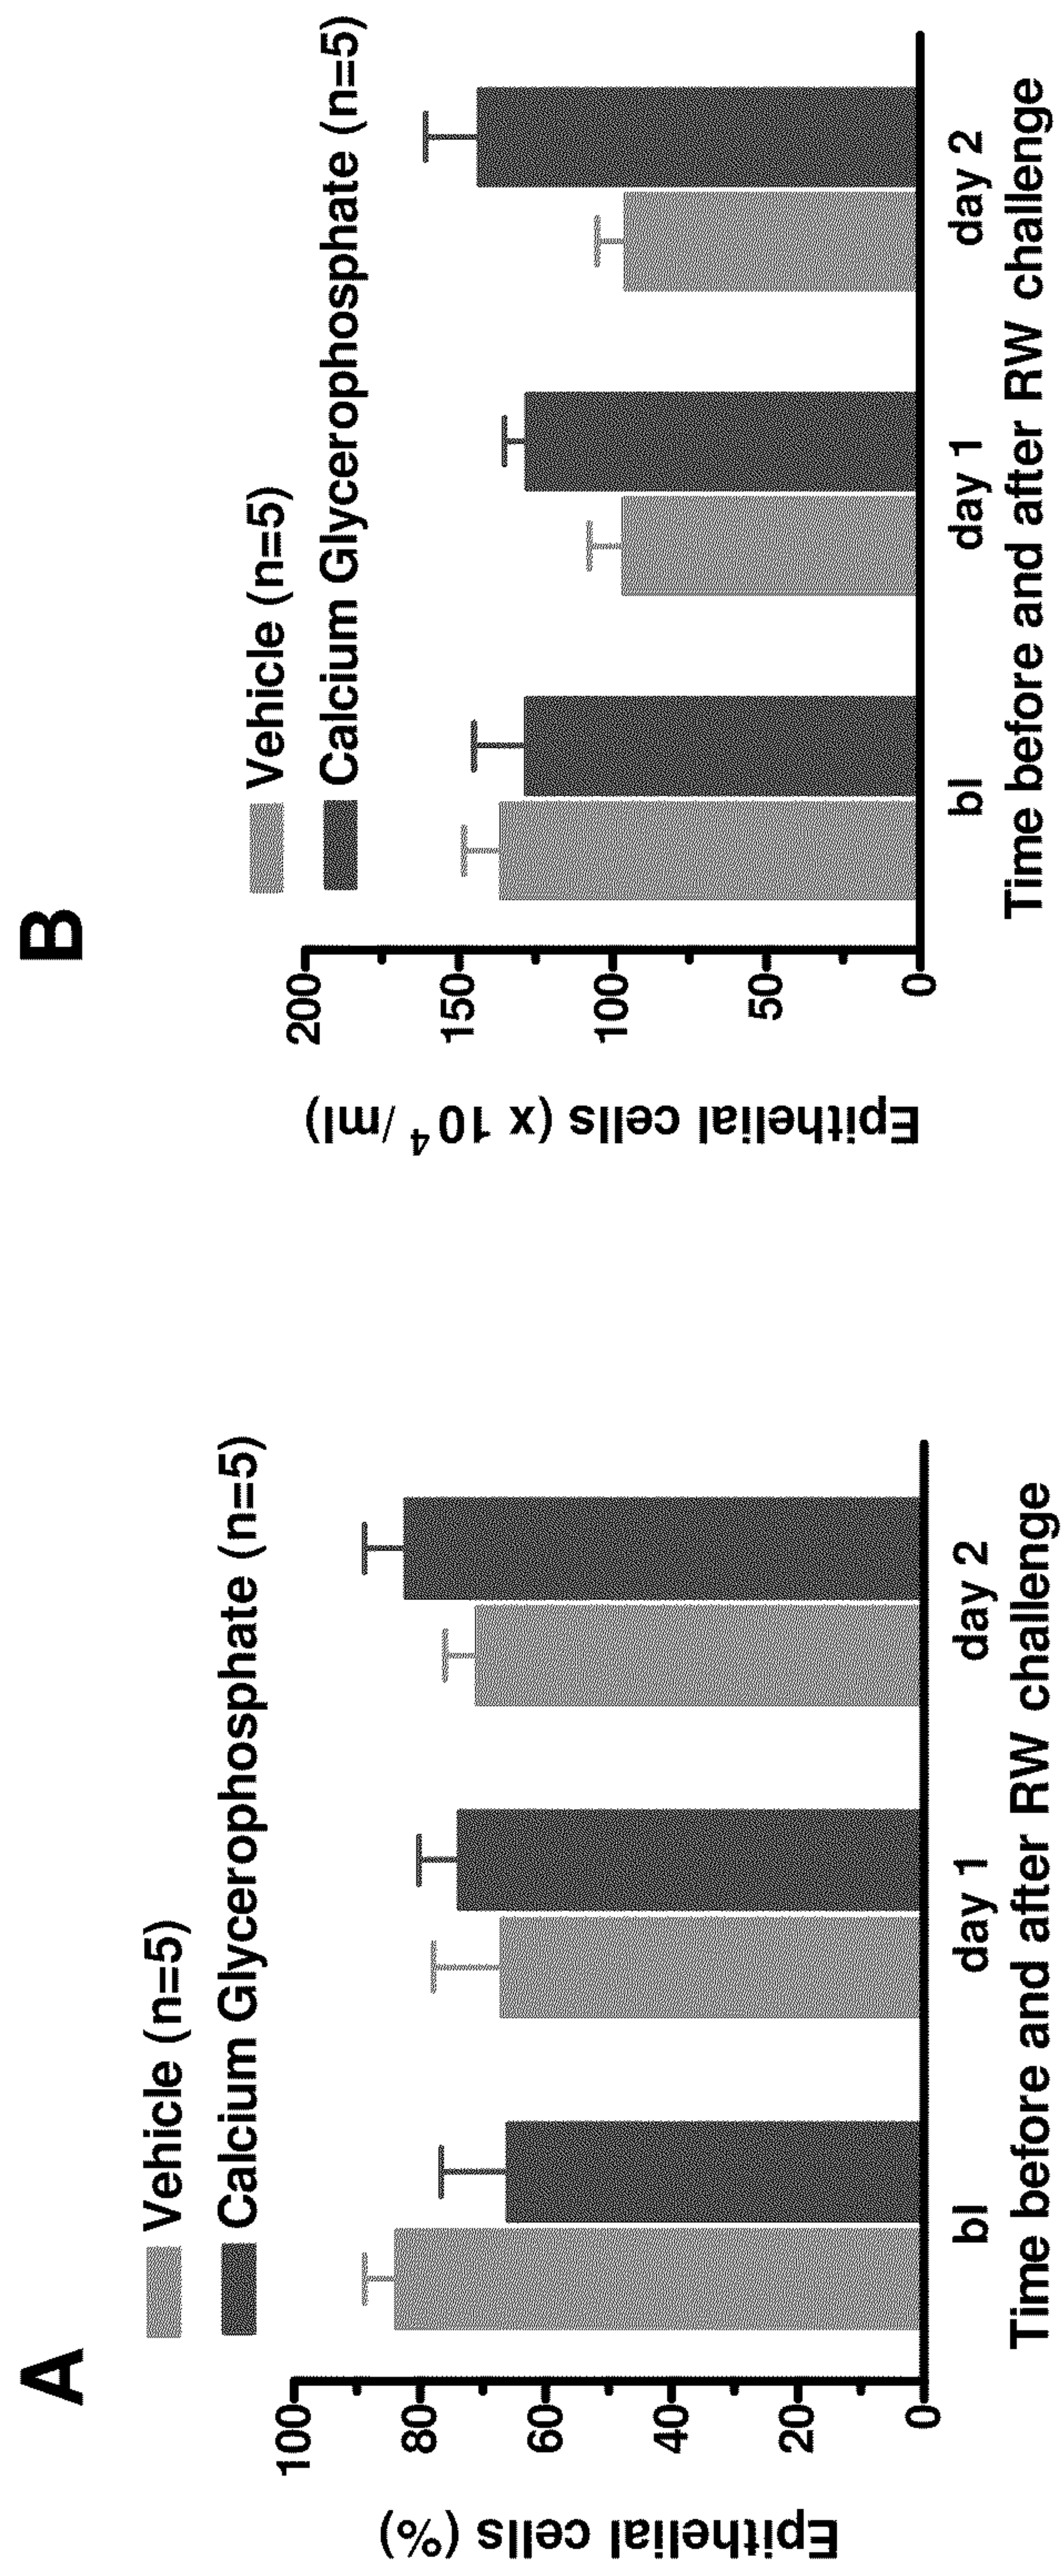 A
Vehicle (n=5)
Calcium Glycerophosphate (n=5)
Epithelial cells (%)
100
80
60
40
20
0
bl
day 1
day 2
Time before and after RW challenge
B
Vehicle (n=5)
Calcium Glycerophosphate (n=5)
Epithelial cells (x 10⁴ /ml)
200
150
100
50
0
bl
day 1
day 2
Time before and after RW challenge